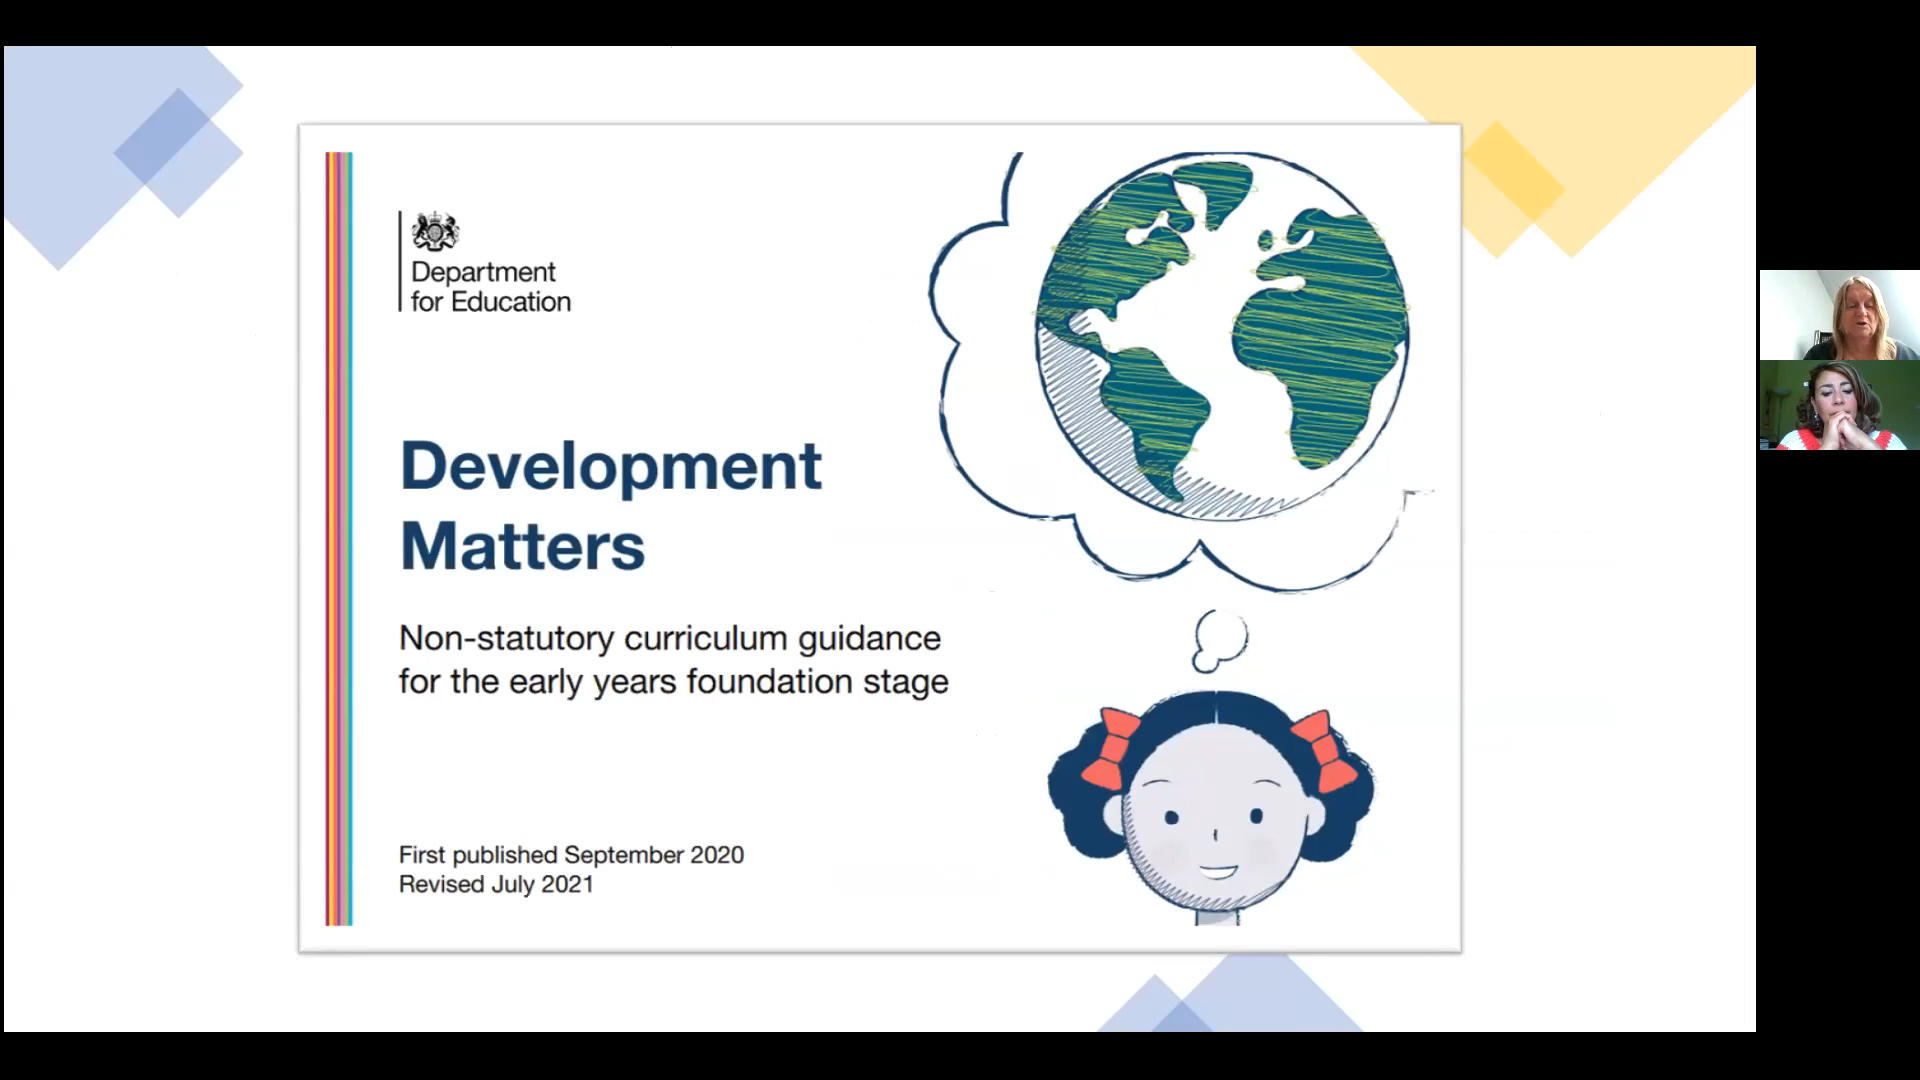 Department
for Education
Development
Matters
Non-statutory curriculum guidance
for the early years foundation stage
First published September 2020
Revised July 2021